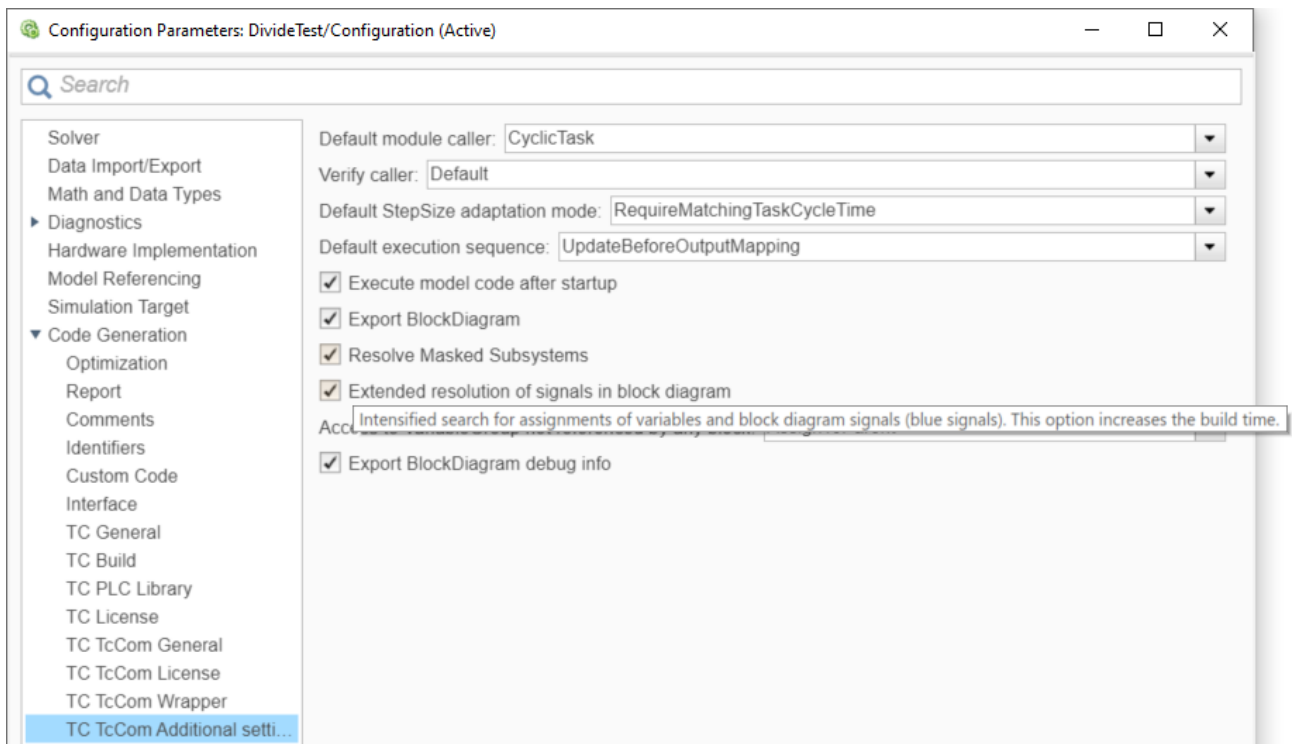 Configuration Parameters: DivideTest/Configuration (Active)
Search
Solver
Data Import/Export
Math and Data Types
Diagnostics
Hardware Implementation
Model Referencing
Simulation Target
Code Generation
Optimization
Report
Comments
Identifiers
Custom Code
Interface
TC General
TC Build
TC PLC Library
TC License
TC TcCom General
TC TcCom License
TC TcCom Wrapper
TC TcCom Additional setti...
Default module caller: CyclicTask
Verify caller: Default
Default StepSize adaptation mode: RequireMatchingTaskCycleTime
Default execution sequence: UpdateBeforeOutputMapping
Execute model code after startup
Export BlockDiagram
Resolve Masked Subsystems
Extended resolution of signals in block diagram
Intensified search for assignments of variables and block diagram signals (blue signals). This option increases the build time.
Export BlockDiagram debug info